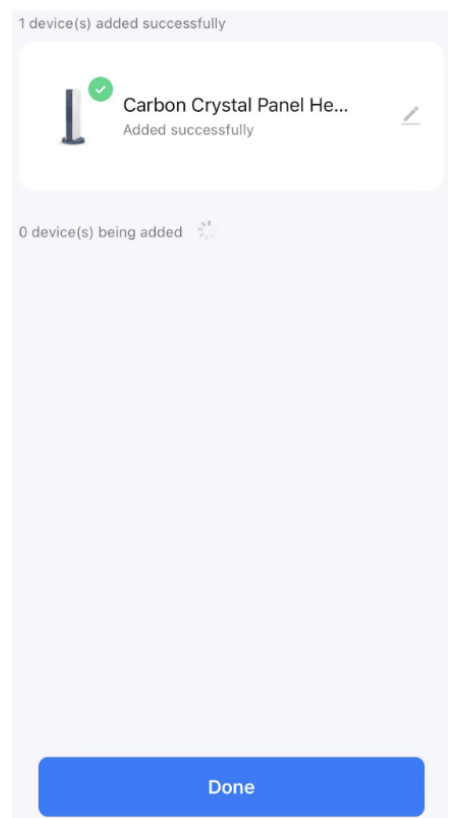 1 device(s) added successfully
Carbon Crystal Panel He...
Added successfully
0 device(s) being added
Done